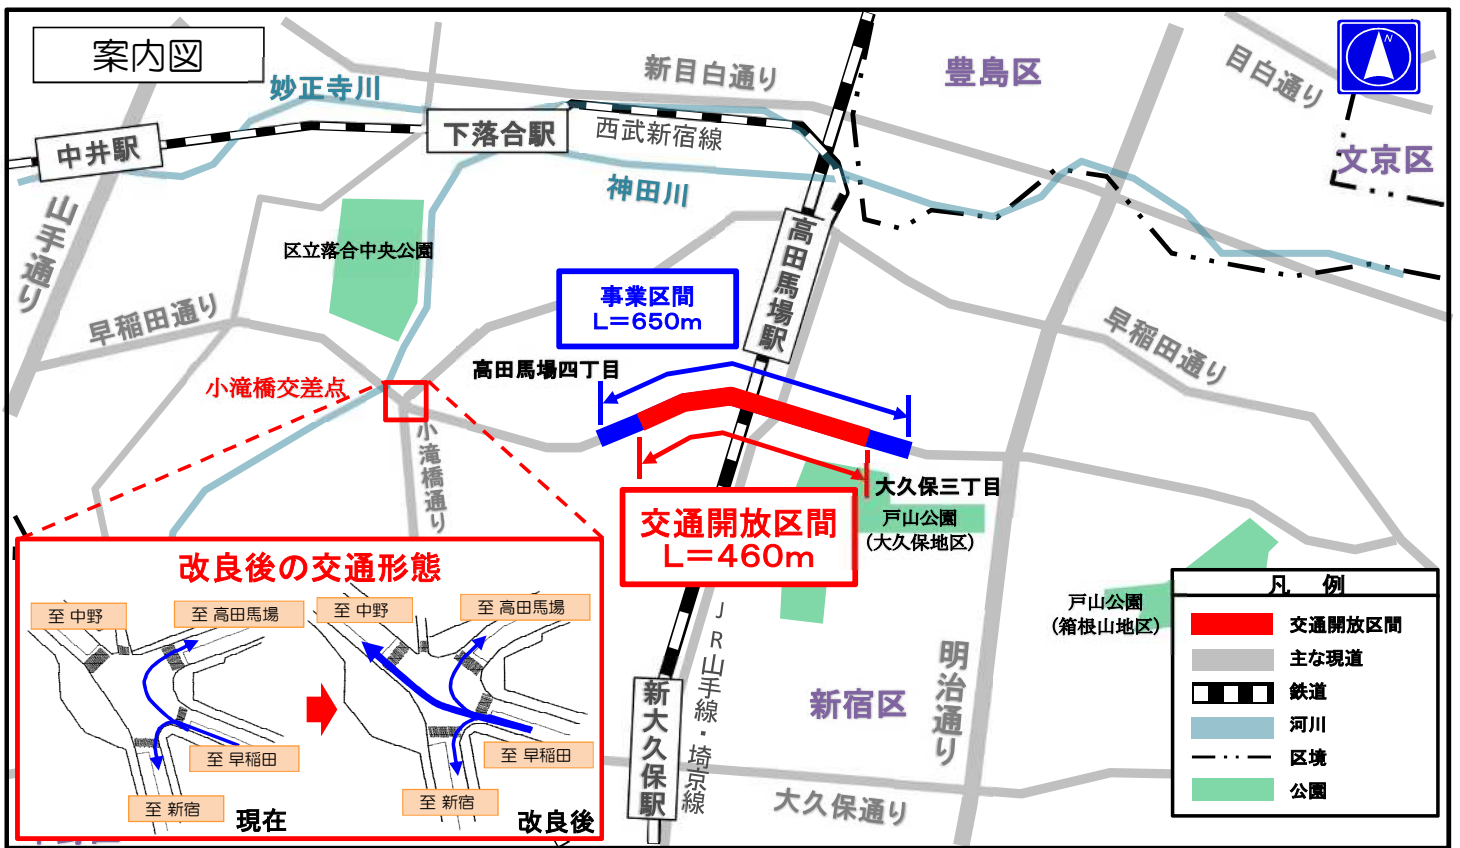 案内図
N
妙正寺川
新目白通り
豊島区
目白通り
中井駅
下落合駅
西武新宿線
文京区
神田川
山手通り
区立落合中央公園
高田馬場駅
早稲田通り
事業区間
L=650m
早稲田通り
高田馬場四丁目
小滝橋交差点
小滝橋通り
大久保三丁目
交通開放区間
L=460m
戸山公園
(大久保地区)
戸山公園
(箱根山地区)
JR山手線・埼京線
新宿区
明治通り
新大久保駅
大久保通り
改良後の交通形態
至 中野
至 高田馬場
至 早稲田
至 新宿
現在
至 中野
至 高田馬場
至 早稲田
至 新宿
改良後
凡 例
交通開放区間
主な現道
鉄道
河川
区境
公園